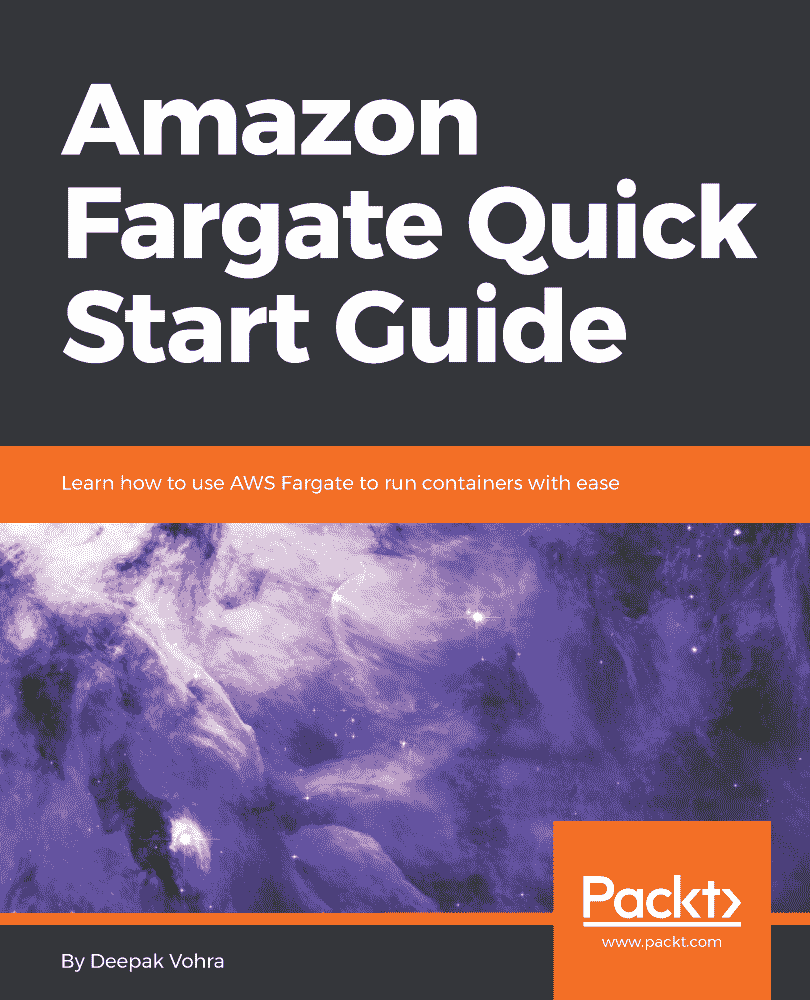 Amazon
Fargate Quick
Start Guide
Learn how to use AWS Fargate to run containers with ease
Packt>
www.packt.com
By Deepak Vohra